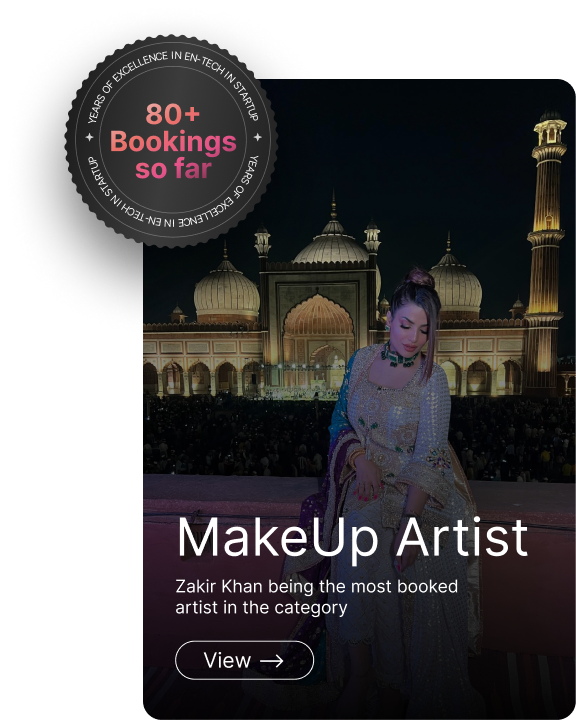 YEARS OF EXCELLENCE IN EN-TECH IN STARTUP
80+
Bookings
so far
YEARS OF EXCELLENCE IN EN-TECH IN STARTUP
MakeUp Artist
Zakir Khan being the most booked
artist in the category
View